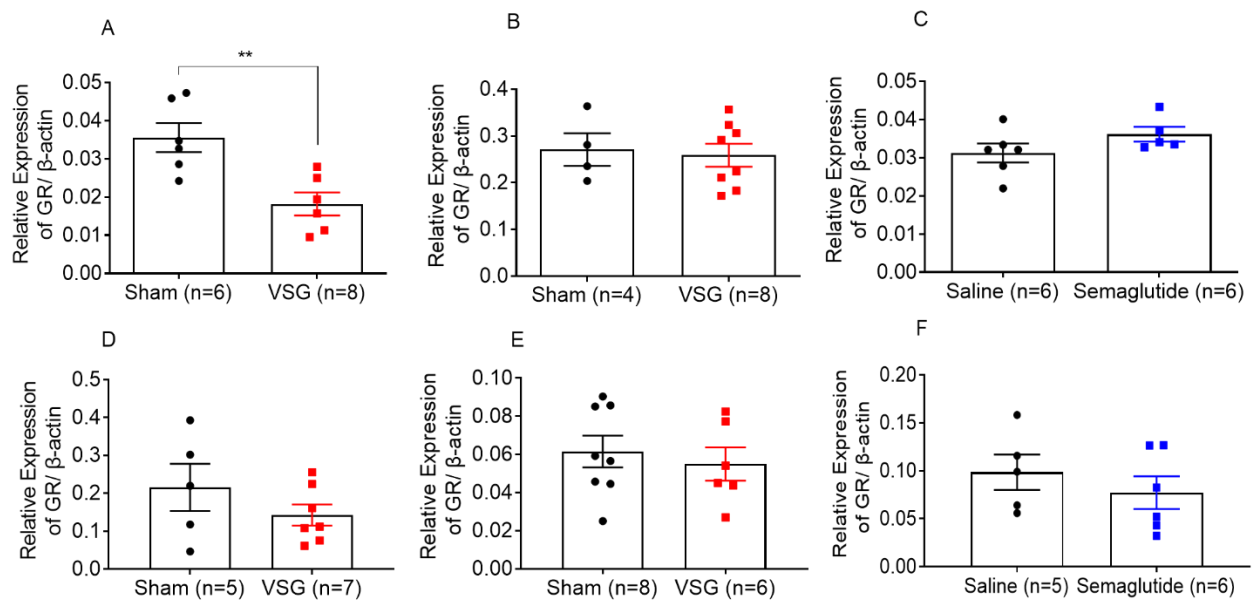 A
**
Relative Expression
of GR/ β-actin
0.05
0.04
0.03
0.02
0.01
0.00
Sham (n=6)
VSG (n=8)
B
Relative Expression
of GR/ β-actin
0.4
0.3
0.2
0.1
0.0
Sham (n=4)
VSG (n=8)
C
Relative Expression
of GR/ β-actin
0.05
0.04
0.03
0.02
0.01
0.00
Saline (n=6)
Semaglutide (n=6)
D
Relative Expression
of GR/ β-actin
0.5
0.4
0.3
0.2
0.1
0.0
Sham (n=5)
VSG (n=7)
E
Relative Expression
of GR/ β-actin
0.10
0.08
0.06
0.04
0.02
0.00
Sham (n=8)
VSG (n=6)
F
Relative Expression
of GR/ β-actin
0.20
0.15
0.10
0.05
0.00
Saline (n=5)
Semaglutide (n=6)